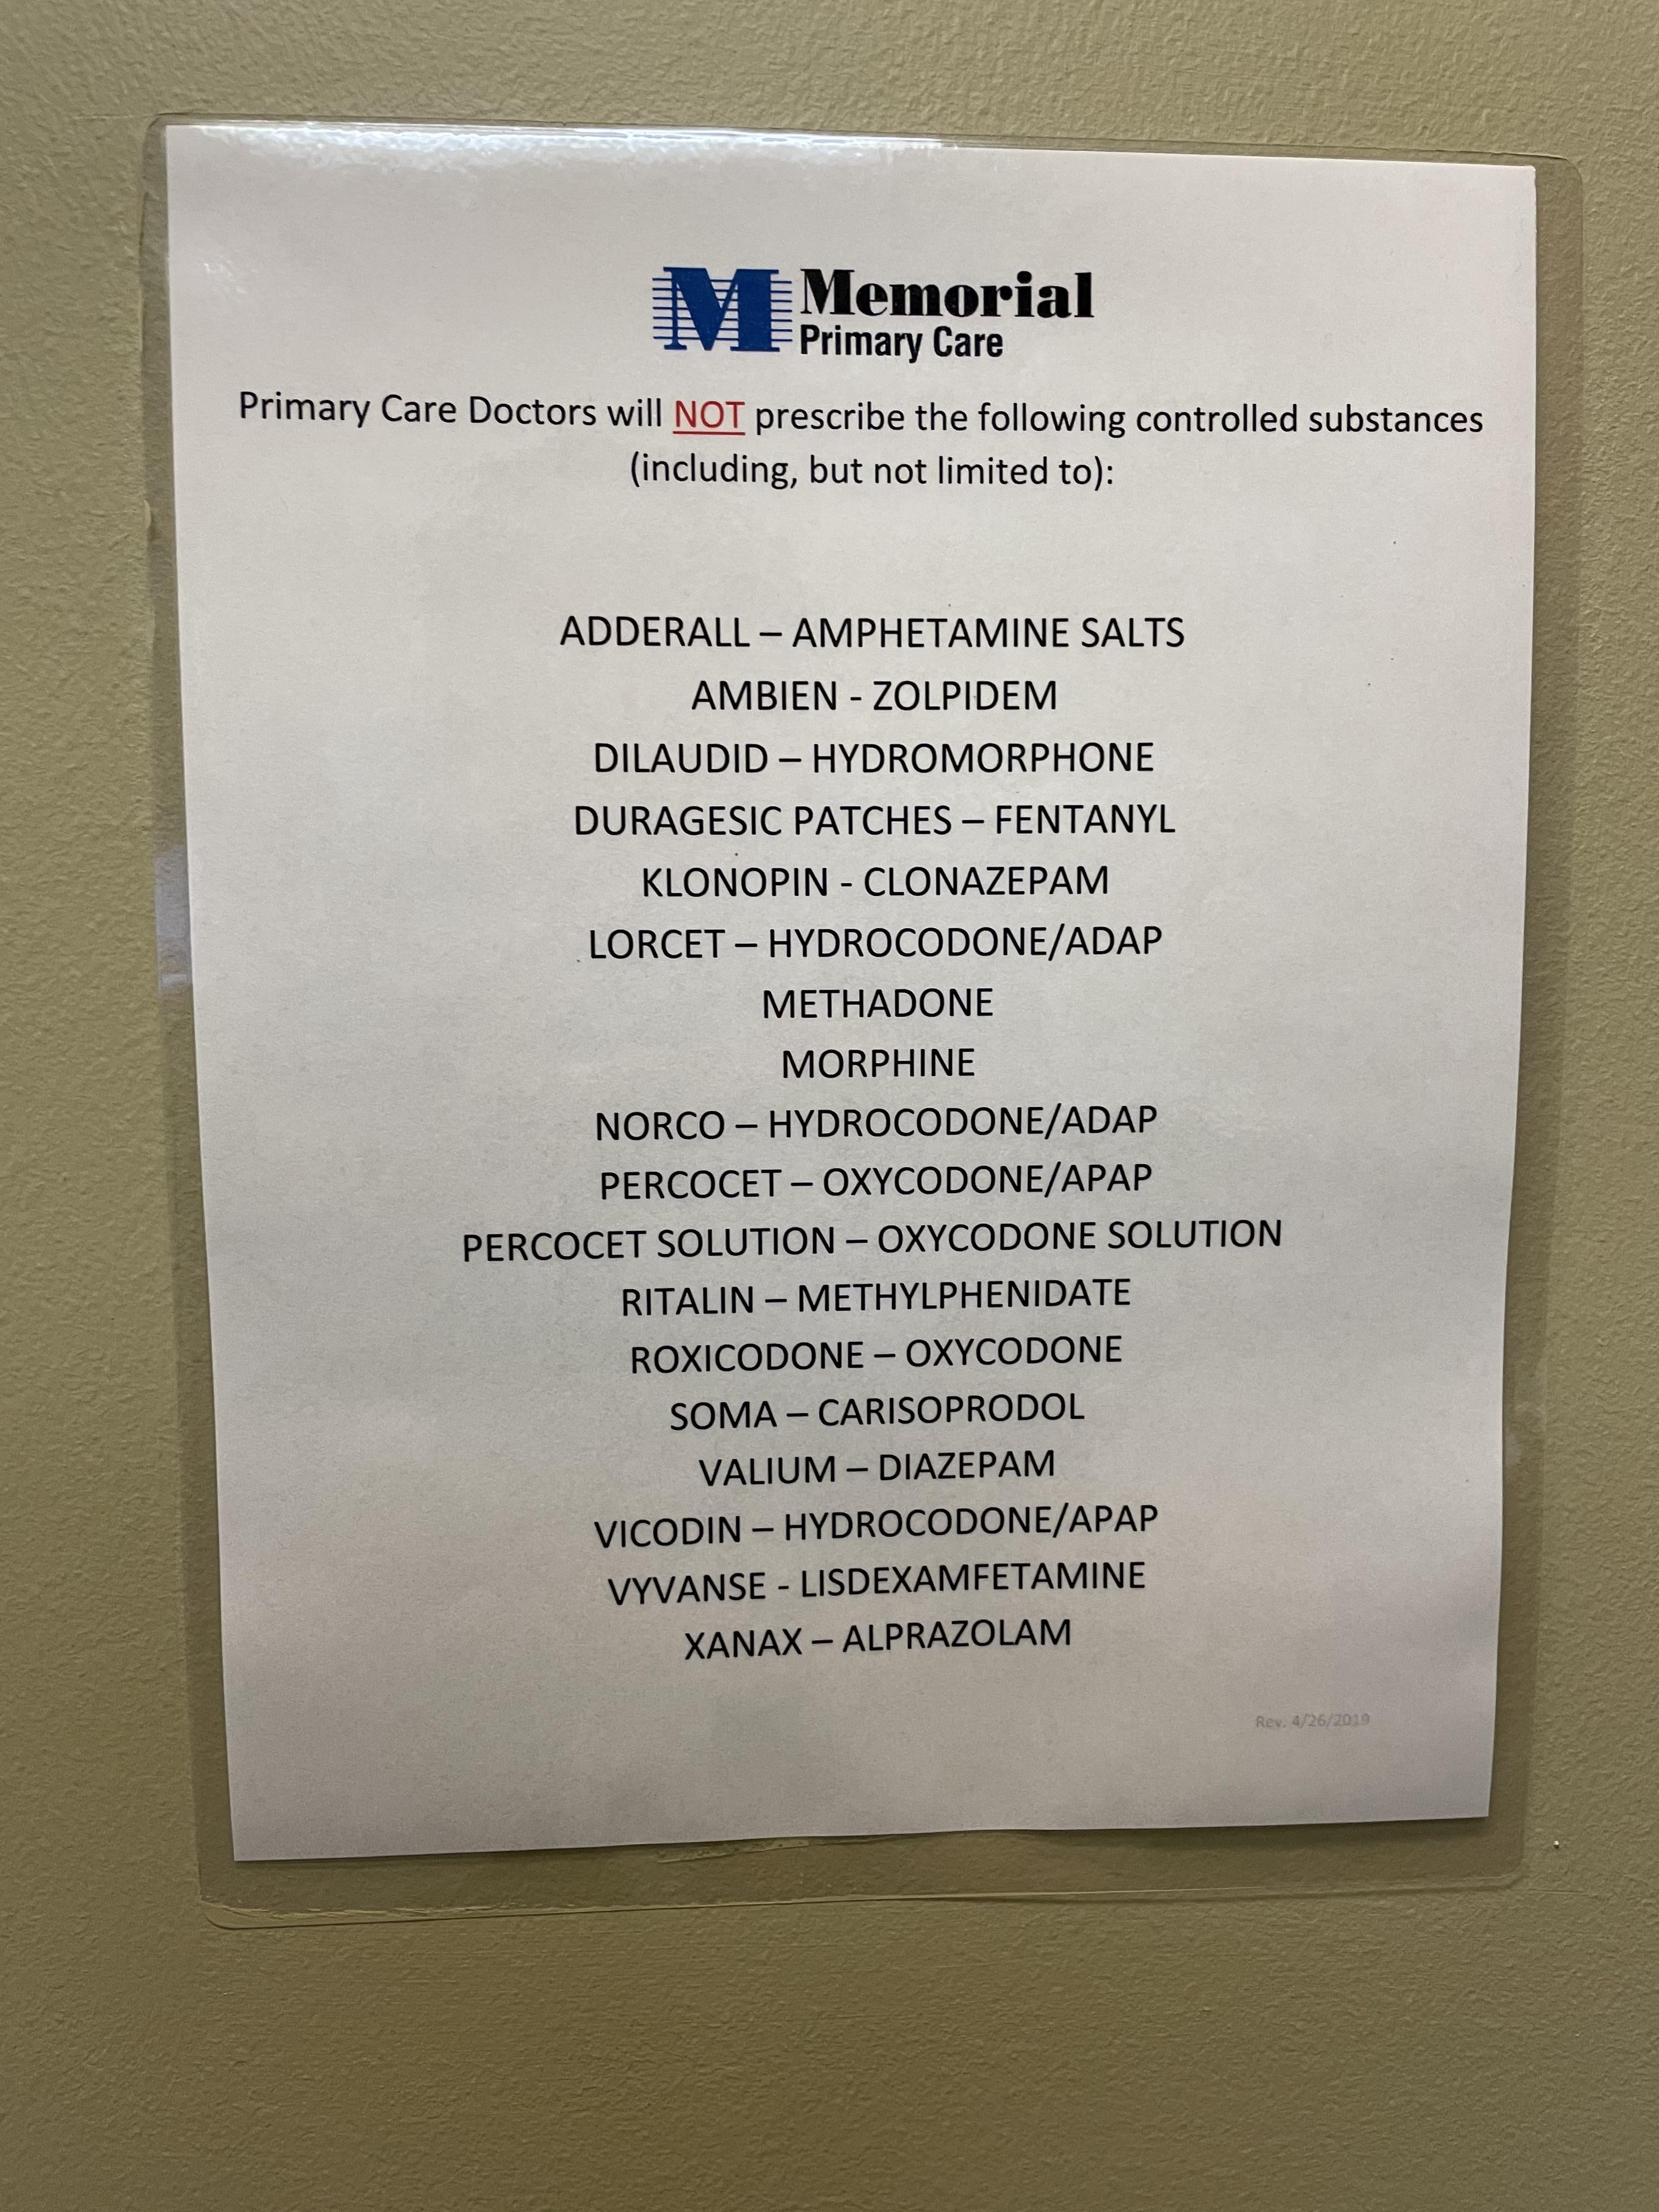 M Memorial
Primary Care
Primary Care Doctors will NOT prescribe the following controlled substances
(including, but not limited to):
ADDERALL – AMPHETAMINE SALTS
AMBIEN - ZOLPIDEM
DILAUDID – HYDROMORPHONE
DURAGESIC PATCHES – FENTANYL
KLONOPIN - CLONAZEPAM
LORCET – HYDROCODONE/ADAP
METHADONE
MORPHINE
NORCO – HYDROCODONE/ADAP
PERCOCET – OXYCODONE/APAP
PERCOCET SOLUTION – OXYCODONE SOLUTION
RITALIN – METHYLPHENIDATE
ROXICODONE – OXYCODONE
SOMA – CARISOPRODOL
VALIUM – DIAZEPAM
VICODIN – HYDROCODONE/APAP
VYVANSE - LISDEXAMFETAMINE
XANAX – ALPRAZOLAM
Rev. 4/26/2019